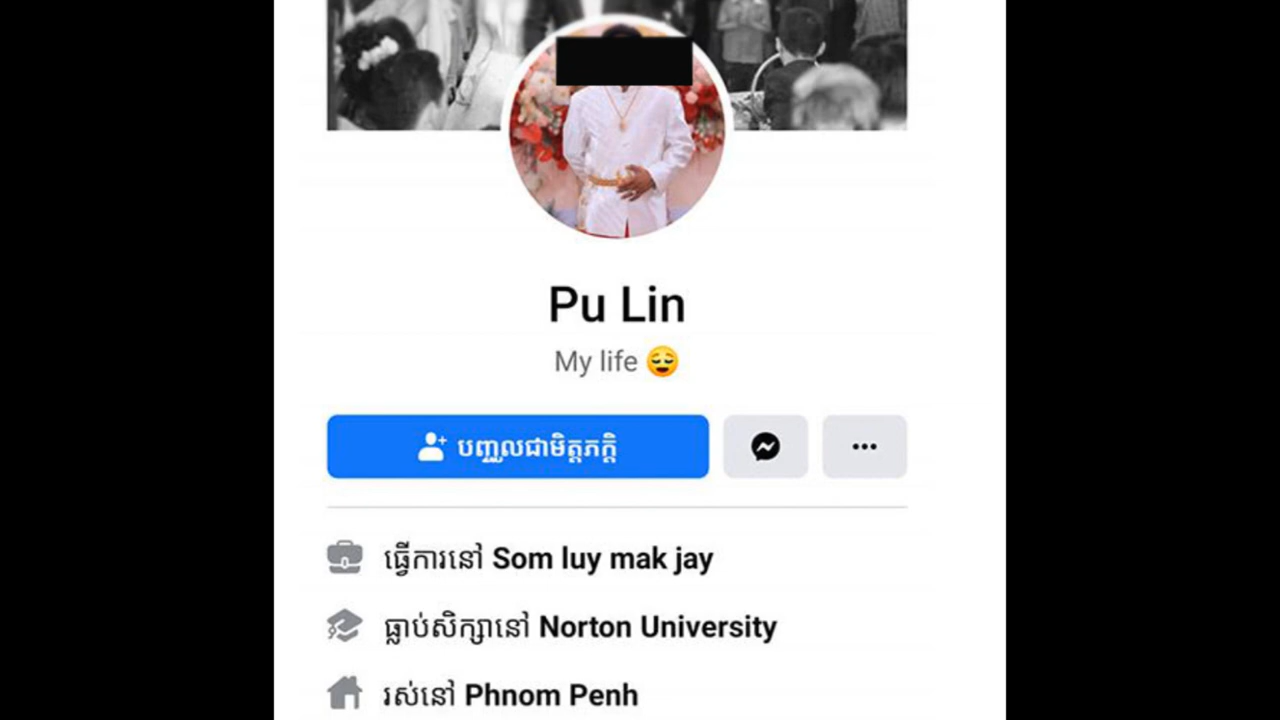 Pu Lin
My life 😌
បញ្ចូលជាមិត្តភក្តិ
ធ្វើការនៅ Som luy mak jay
ធ្លាប់សិក្សានៅ Norton University
រស់នៅ Phnom Penh